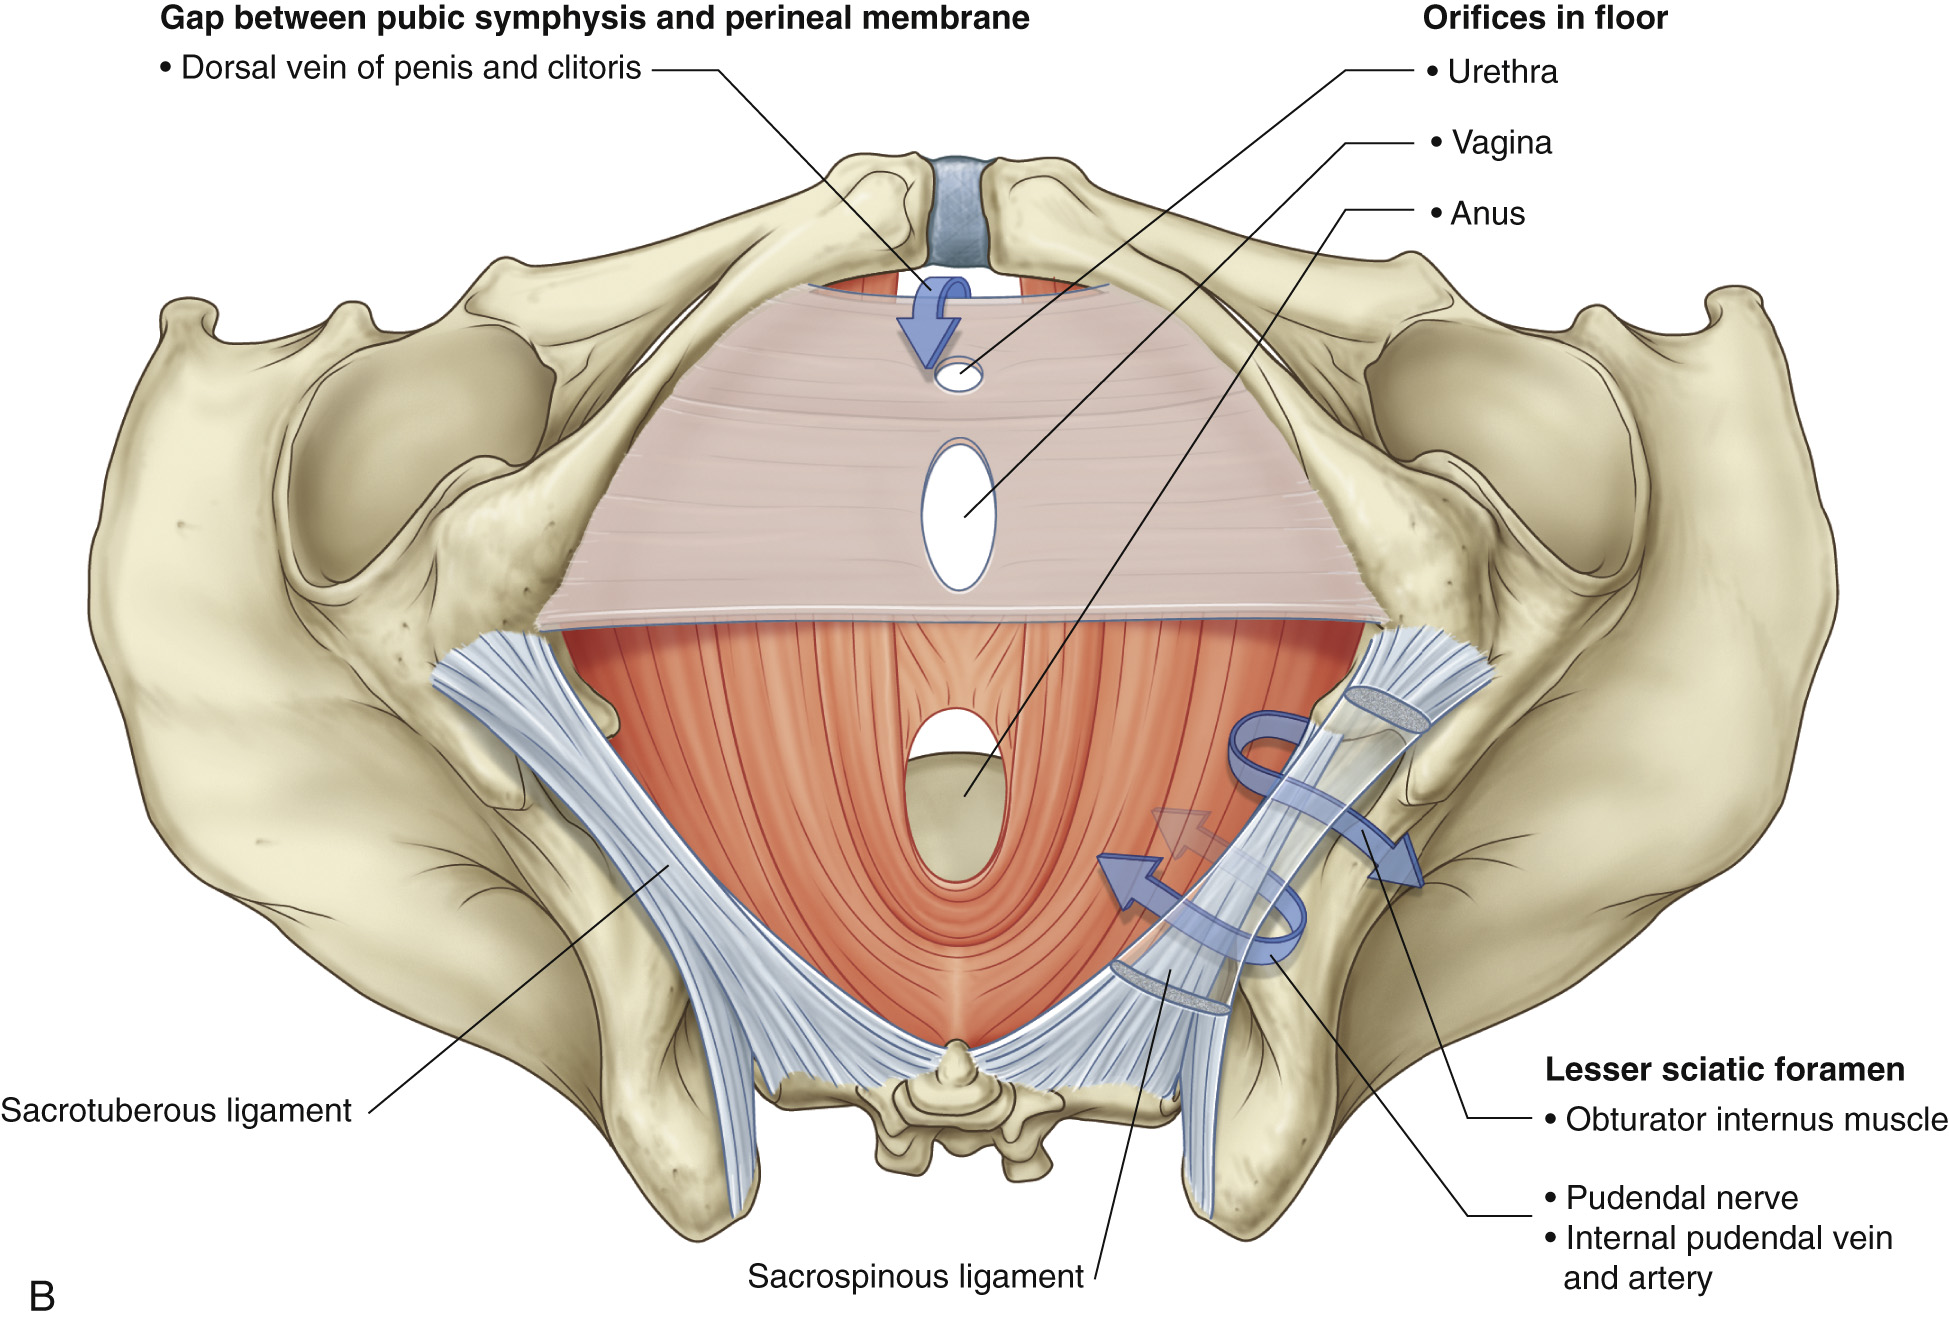 Gap between pubic symphysis and perineal membrane
• Dorsal vein of penis and clitoris
Orifices in floor
• Urethra
• Vagina
• Anus
Sacrotuberous ligament
Sacrospinous ligament
Lesser sciatic foramen
• Obturator internus muscle
• Pudendal nerve
• Internal pudendal vein
and artery
B